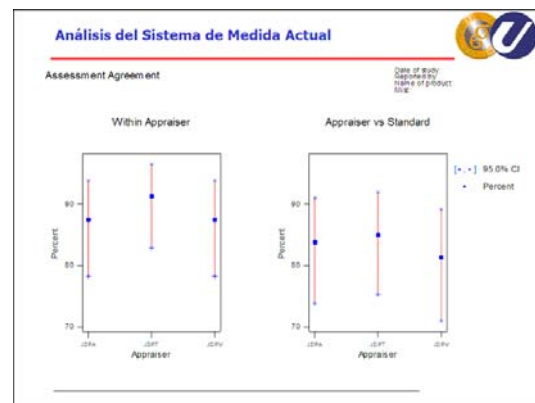 Análisis del Sistema de Medida Actual
Assessment Agreement
Date of study
Reported by
Name of product
Misc
Within Appraiser
Appraiser vs Standard
95.0% CI
Percent
90
80
70
Percent
Appraiser
90
80
70
Percent
Appraiser